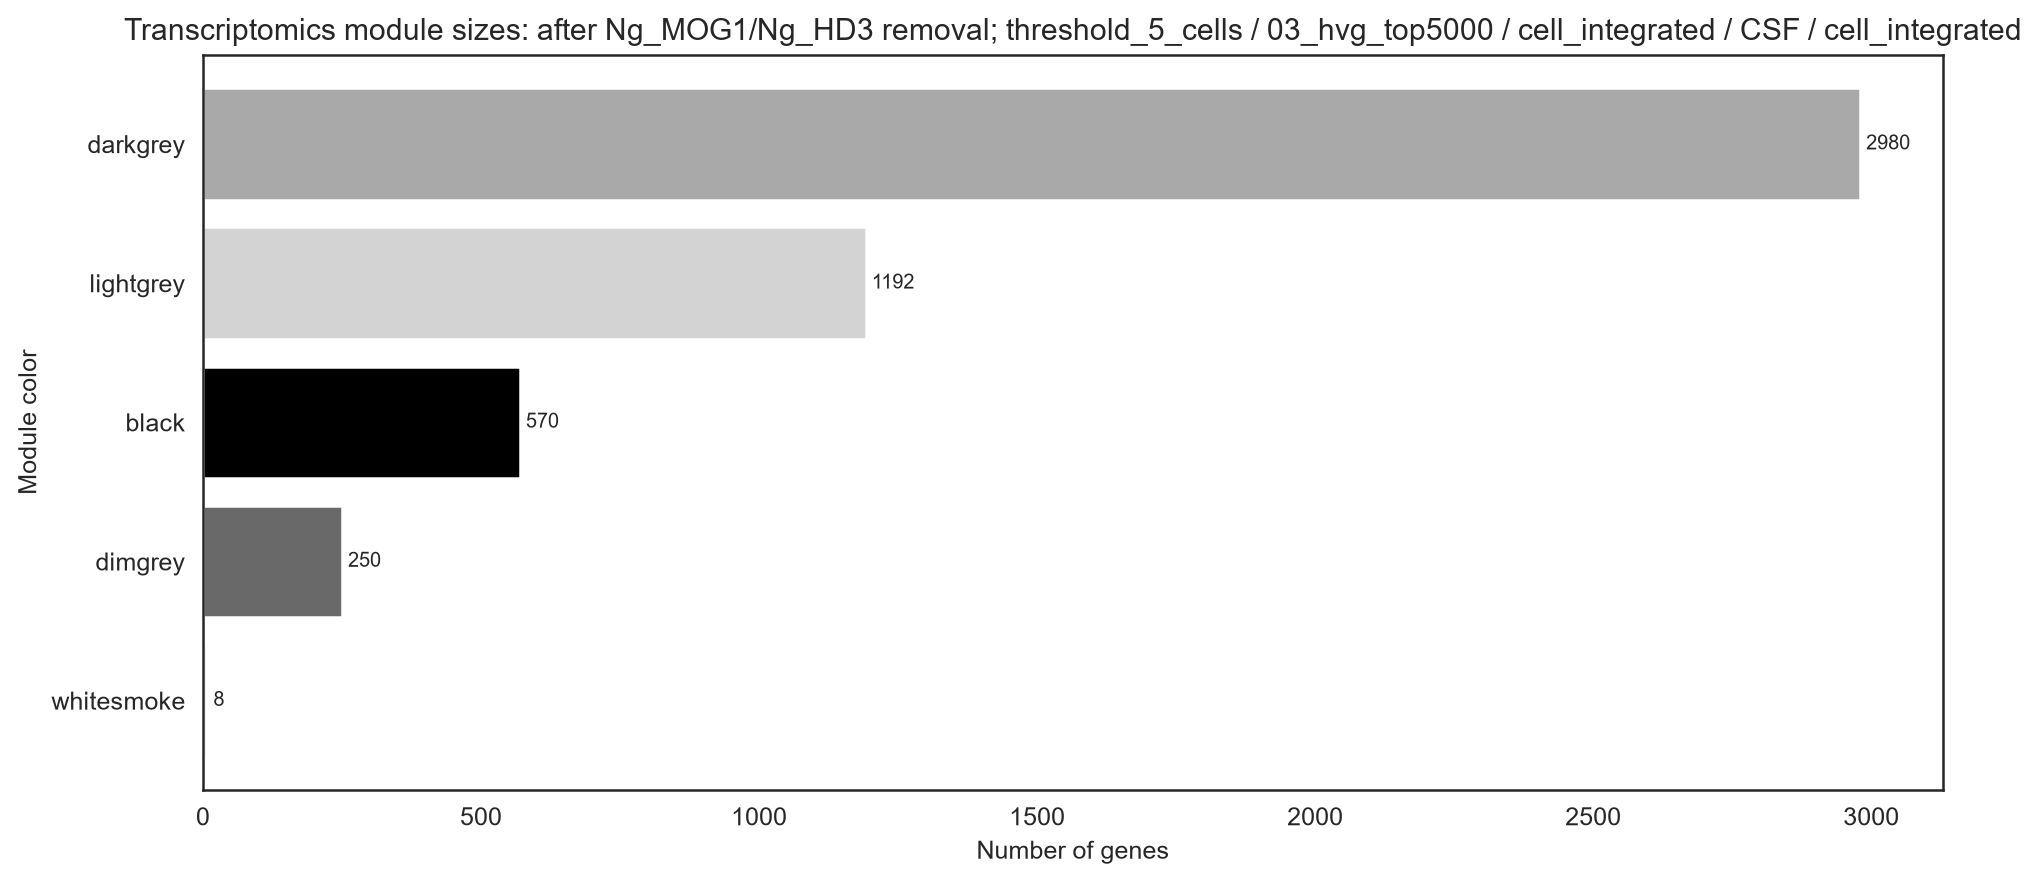 Transcriptomics module sizes: after Ng_MOG1/Ng_HD3 removal; threshold_5_cells / 03_hvg_top5000 / cell_integrated / CSF / cell_integrated
Module color
darkgrey
2980
lightgrey
1192
black
570
dimgrey
250
whitesmoke
8
0 500 1000 1500 2000 2500 3000
Number of genes